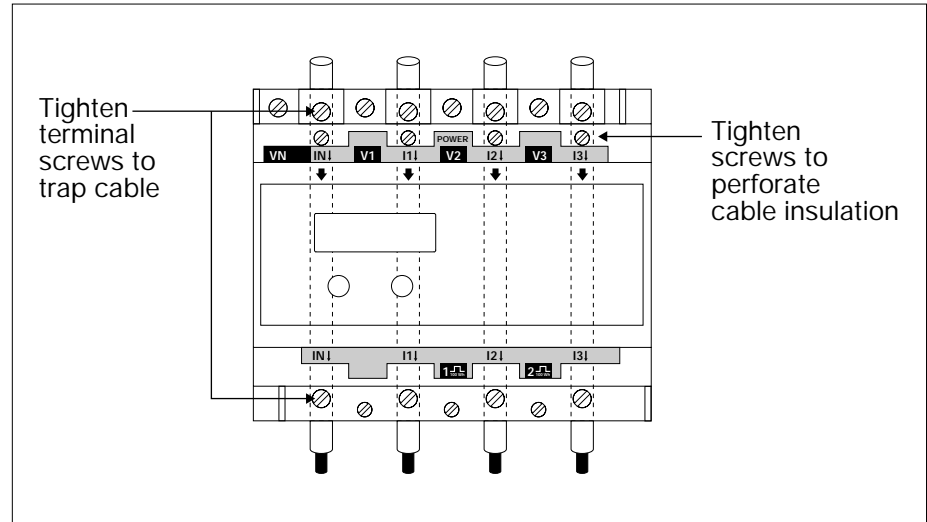 Tighten
terminal
screws to
trap cable
Tighten
screws to
perforate
cable insulation
POWER
VN IN↓ V1 I1↓ V2 I2↓ V3 I3↓
IN↓ I1↓ I2↓ I3↓
1 2